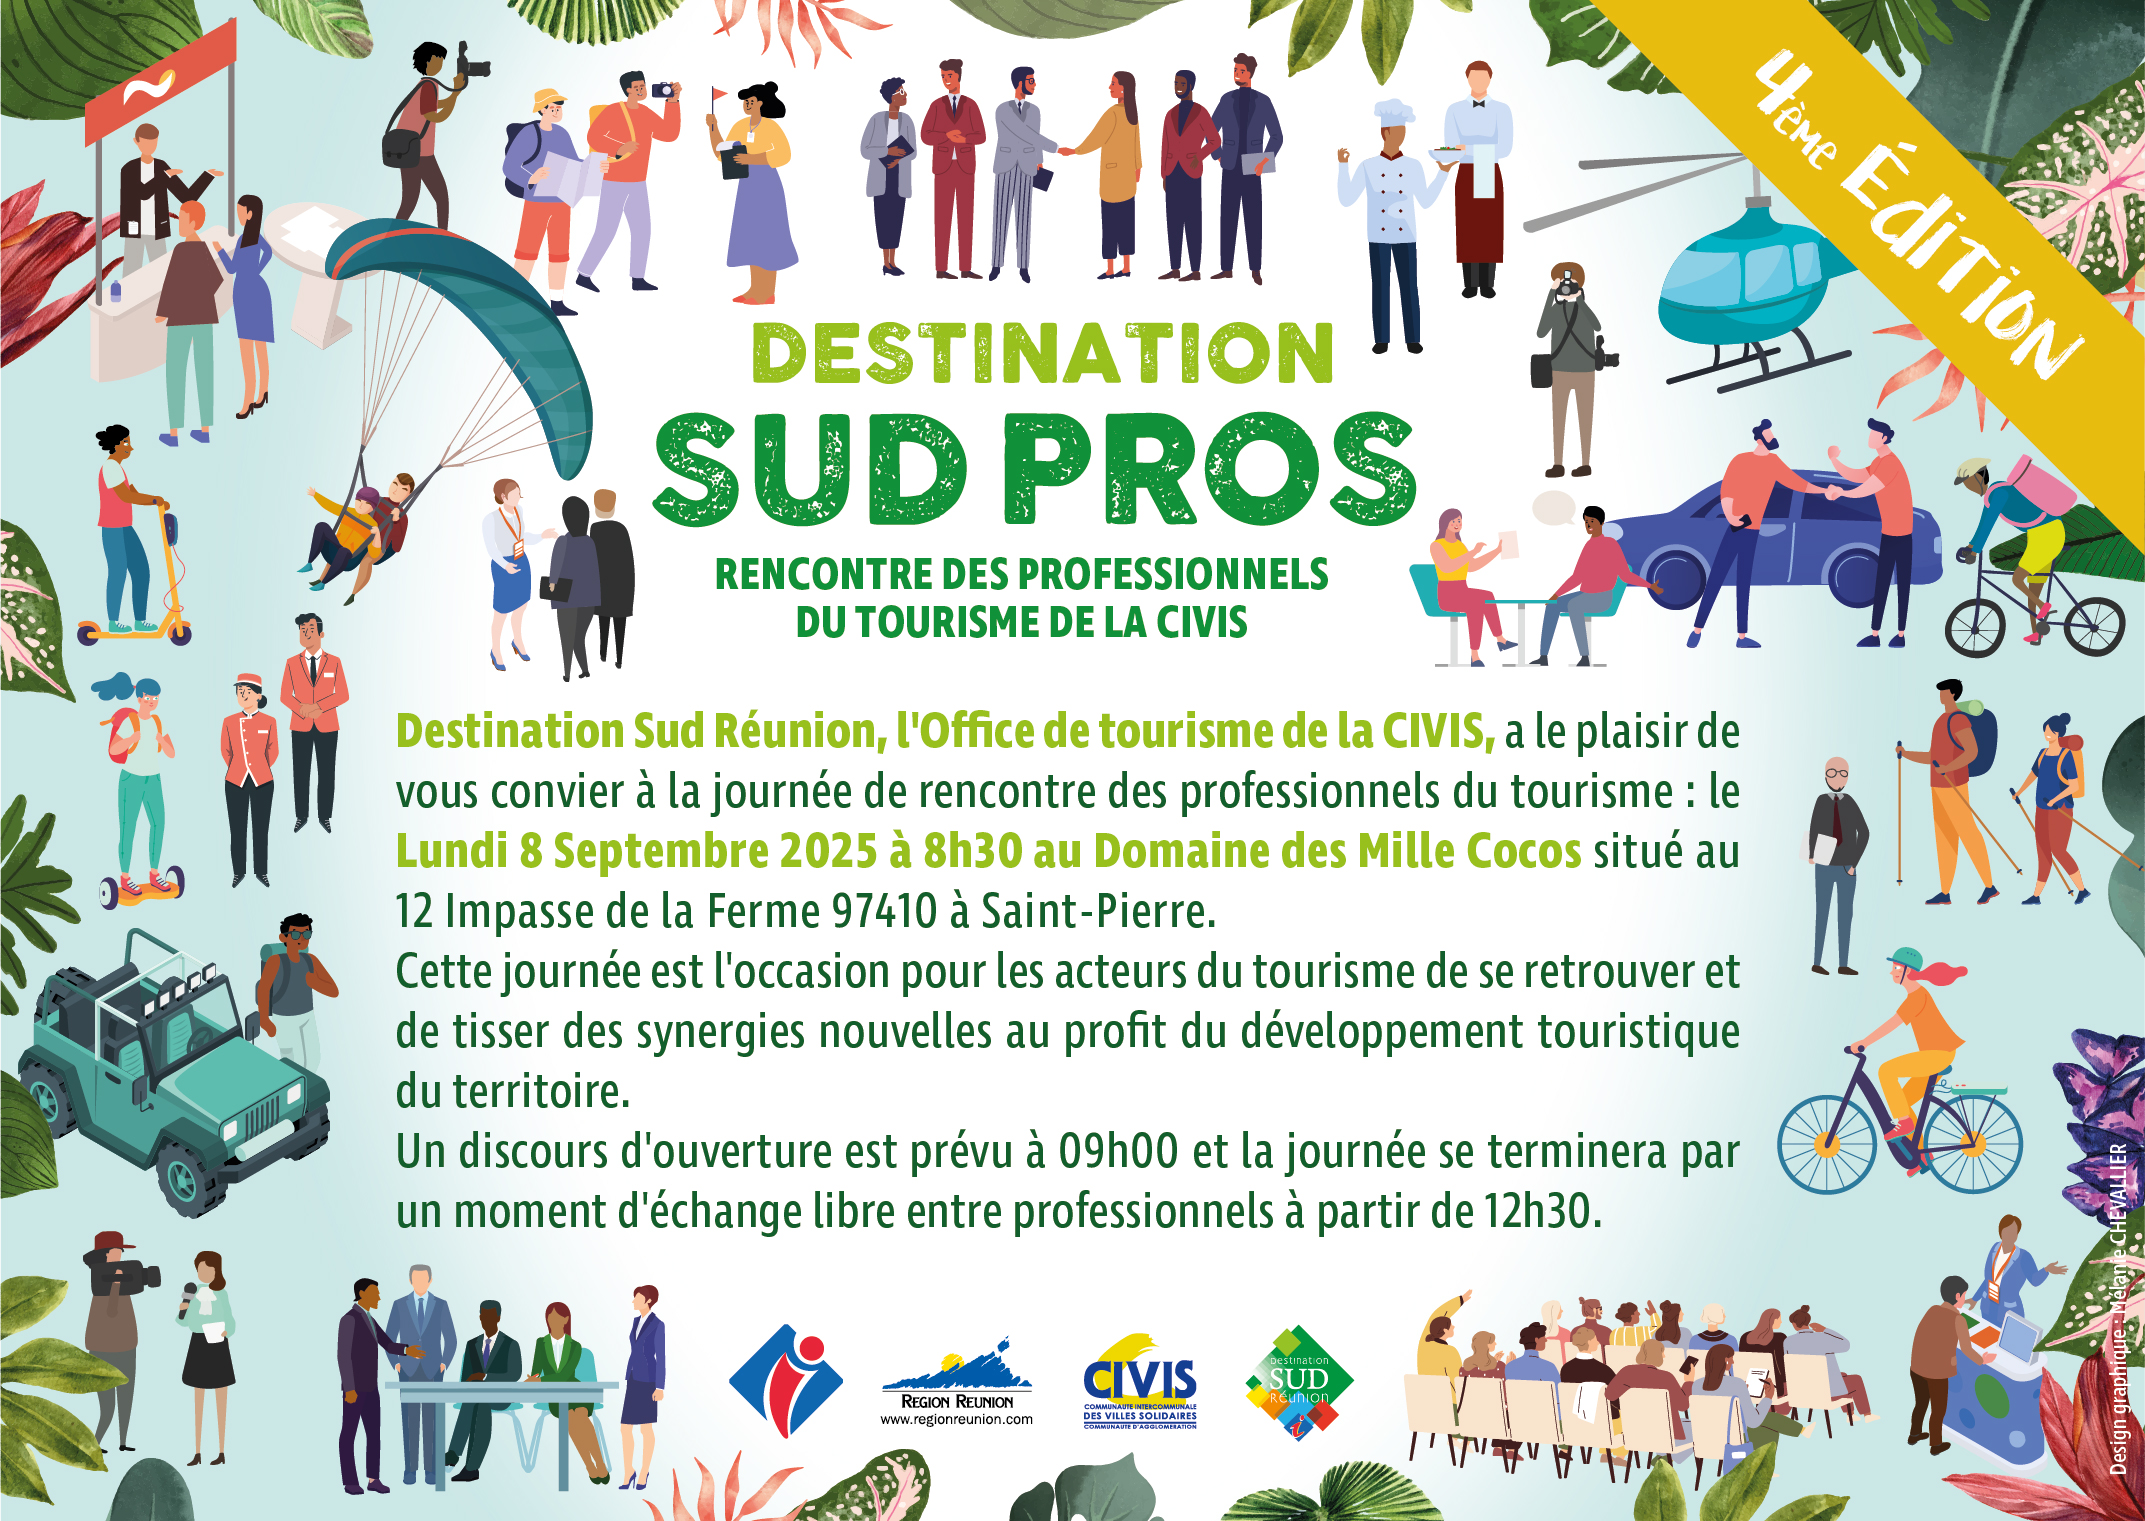 4ème Édition
DESTINATION
SUD PROS
RENCONTRE DES PROFESSIONNELS
DU TOURISME DE LA CIVIS
Destination Sud Réunion, l'Office de tourisme de la CIVIS, a le plaisir de
vous convier à la journée de rencontre des professionnels du tourisme : le
Lundi 8 Septembre 2025 à 8h30 au Domaine des Mille Cocos situé au
12 Impasse de la Ferme 97410 à Saint-Pierre.
Cette journée est l'occasion pour les acteurs du tourisme de se retrouver et
de tisser des synergies nouvelles au profit du développement touristique
du territoire.
Un discours d'ouverture est prévu à 09h00 et la journée se terminera par
un moment d'échange libre entre professionnels à partir de 12h30.
REGION REUNION
www.regionreunion.com
CIVIS
COMMUNAUTE INTERCOMMUNALE
DES VILLES SOLIDAIRES
COMMUNAUTE D'AGGLOMERATION
Destination
SUD
Réunion
Design graphique : Mélanie CHEVALLIER